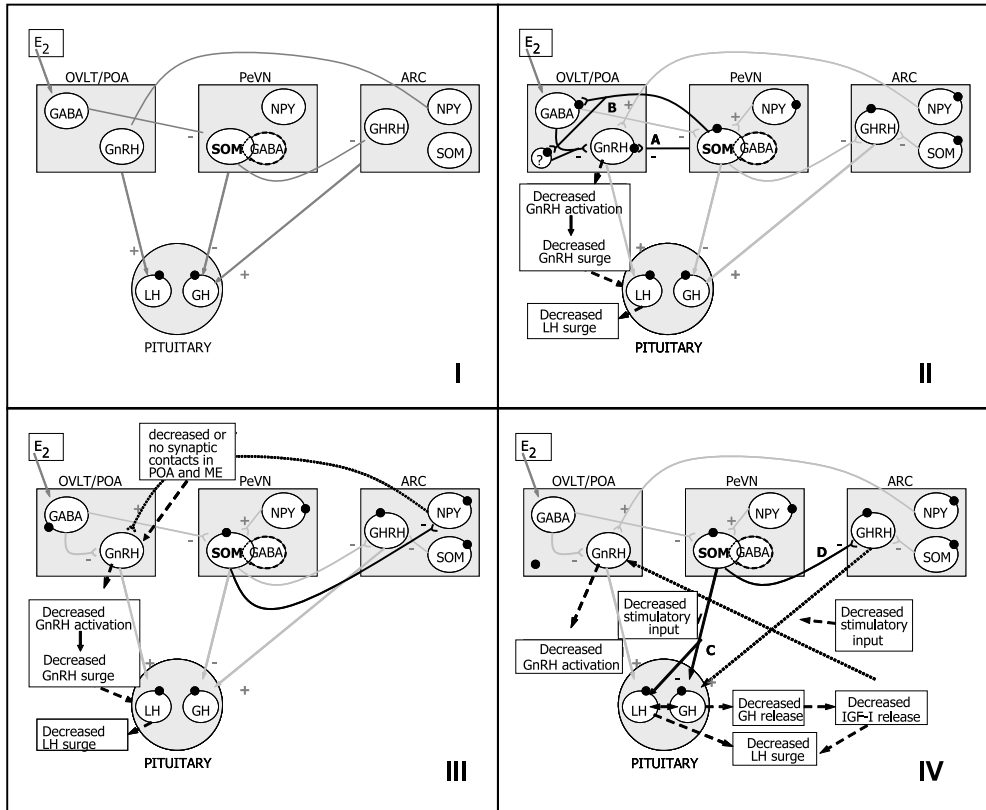 E2
OVLT/POA
PeVN
ARC
GABA
GnRH
NPY
SOM
GABA
GHRH
NPY
SOM
-
-
+
-
+
LH
GH
PITUITARY
I
E2
OVLT/POA
PeVN
ARC
GABA
B
+
+
NPY
NPY
?
-
-
GnRH
A
-
-
SOM
GABA
-
GHRH
-
SOM
Decreased
GnRH activation
Decreased
GnRH surge
+
-
+
LH
GH
Decreased
LH surge
PITUITARY
II
E2
decreased or
no synaptic
contacts in
POA and ME
OVLT/POA
PeVN
ARC
GABA
+
+
NPY
NPY
-
GnRH
-
-
SOM
GABA
-
GHRH
-
-
SOM
Decreased
GnRH activation
Decreased
GnRH surge
+
-
+
LH
GH
Decreased
LH surge
PITUITARY
III
E2
OVLT/POA
PeVN
ARC
GABA
+
+
NPY
NPY
GnRH
-
-
SOM
GABA
D
-
GHRH
-
SOM
Decreased
stimulatory
input
Decreased
stimulatory
input
Decreased
GnRH activation
C
+
-
+
LH
GH
Decreased
GH release
Decreased
IGF-I release
Decreased
LH surge
PITUITARY
IV